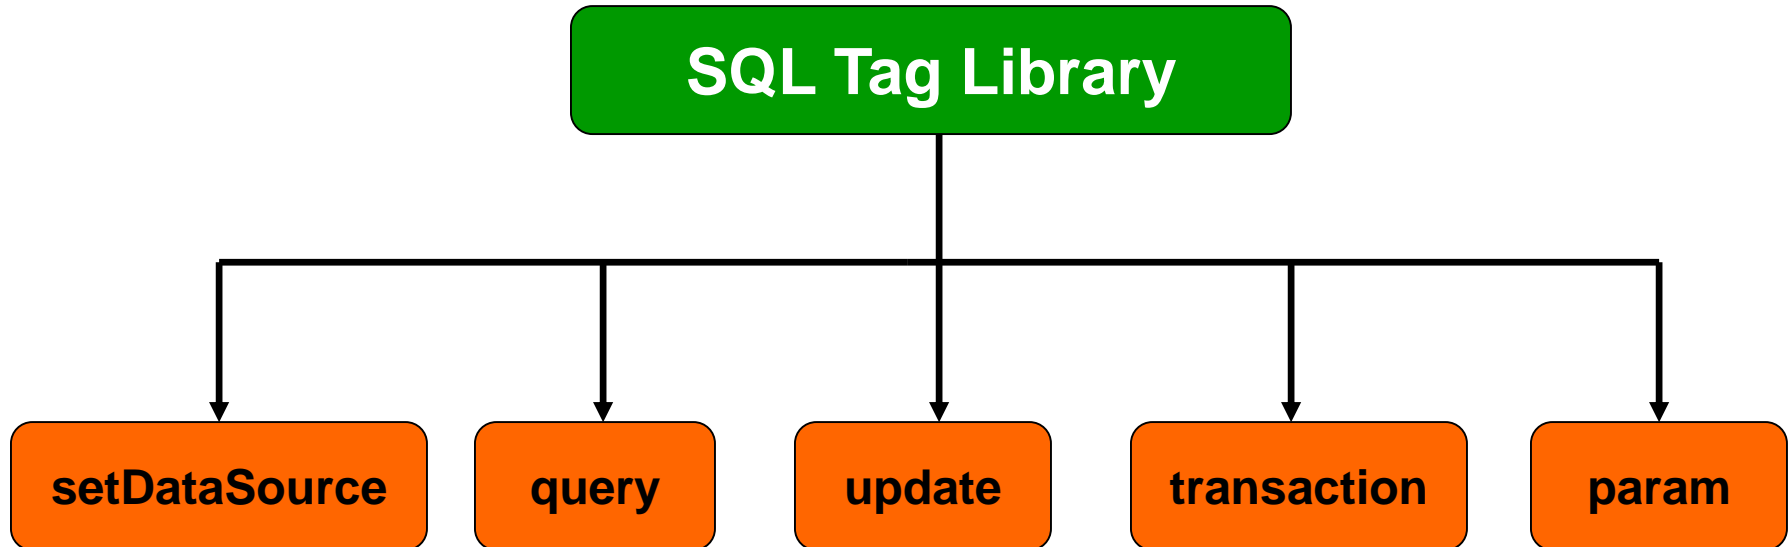 SQL Tag Library
setDataSource
query
update
transaction
param